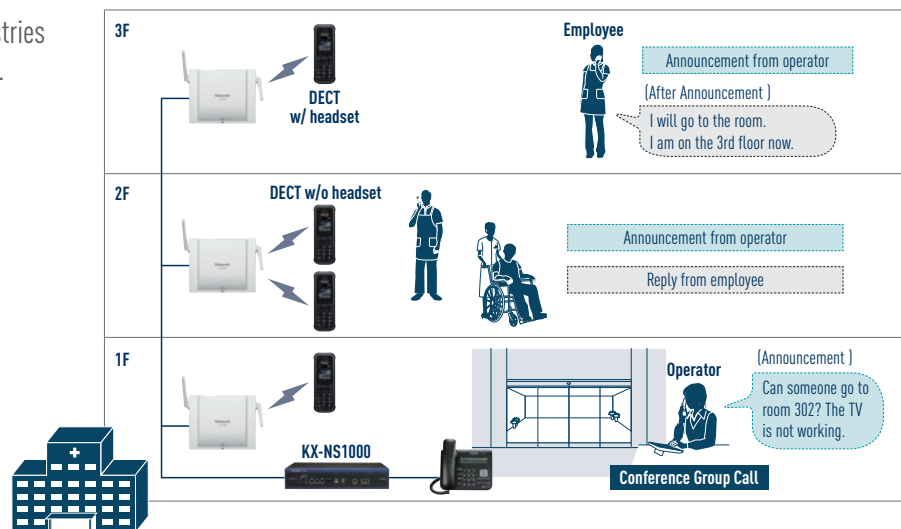 stries
.
3F
DECT
w/ headset
Employee
Announcement from operator
(After Announcement )
I will go to the room.
I am on the 3rd floor now.
2F
DECT w/o headset
Announcement from operator
Reply from employee
1F
KX-NS1000
Operator
(Announcement )
Can someone go to
room 302? The TV
is not working.
Conference Group Call